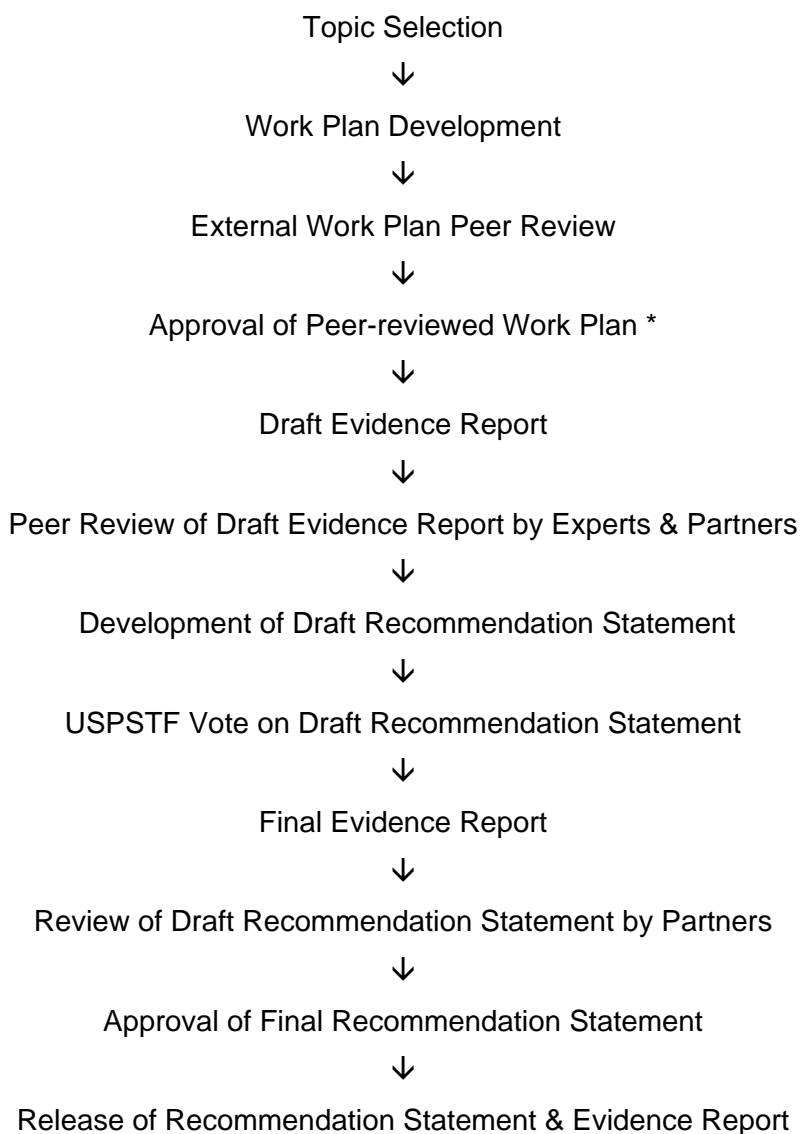 Topic Selection
↓
Work Plan Development
↓
External Work Plan Peer Review
↓
Approval of Peer-reviewed Work Plan *
↓
Draft Evidence Report
↓
Peer Review of Draft Evidence Report by Experts & Partners
↓
Development of Draft Recommendation Statement
↓
USPSTF Vote on Draft Recommendation Statement
↓
Final Evidence Report
↓
Review of Draft Recommendation Statement by Partners
↓
Approval of Final Recommendation Statement
↓
Release of Recommendation Statement & Evidence Report